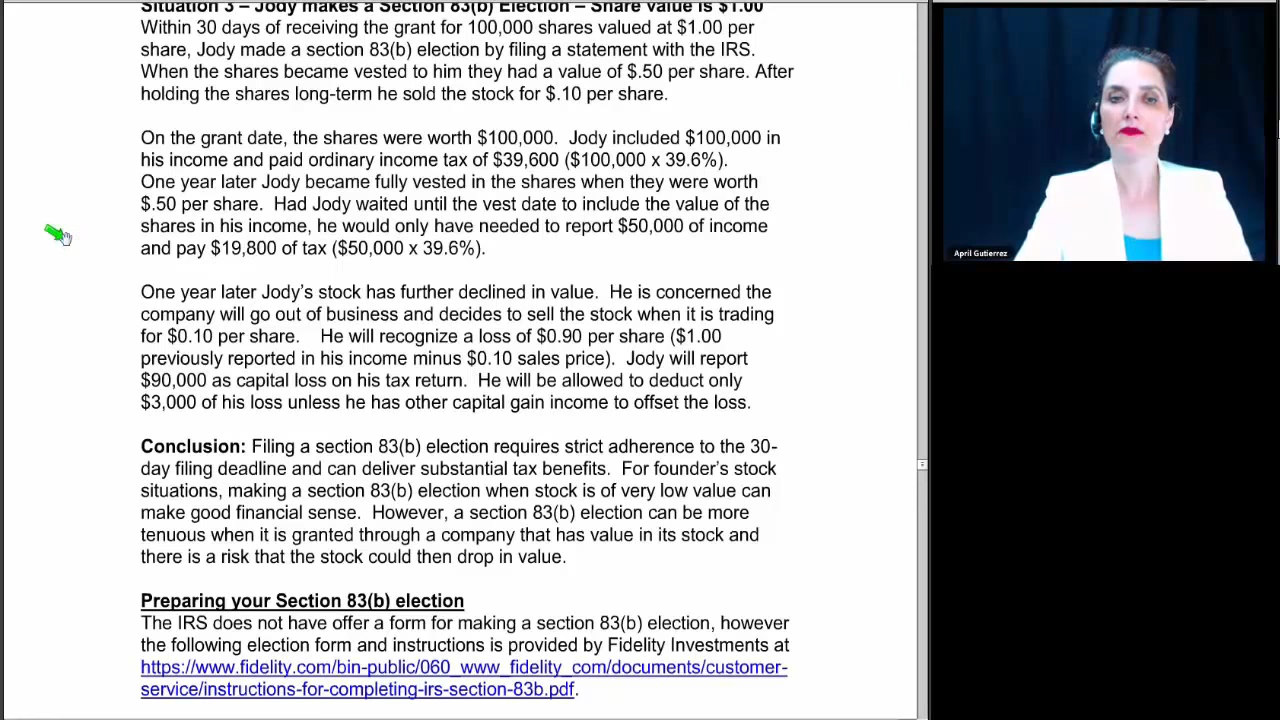 Situation 3 – Jody makes a Section 83(b) Election – Share value is $1.00
Within 30 days of receiving the grant for 100,000 shares valued at $1.00 per
share, Jody made a section 83(b) election by filing a statement with the IRS.
When the shares became vested to him they had a value of $.50 per share. After
holding the shares long-term he sold the stock for $.10 per share.
On the grant date, the shares were worth $100,000. Jody included $100,000 in
his income and paid ordinary income tax of $39,600 ($100,000 x 39.6%).
One year later Jody became fully vested in the shares when they were worth
$.50 per share. Had Jody waited until the vest date to include the value of the
shares in his income, he would only have needed to report $50,000 of income
and pay $19,800 of tax ($50,000 x 39.6%).
One year later Jody's stock has further declined in value. He is concerned the
company will go out of business and decides to sell the stock when it is trading
for $0.10 per share. He will recognize a loss of $0.90 per share ($1.00
previously reported in his income minus $0.10 sales price). Jody will report
$90,000 as capital loss on his tax return. He will be allowed to deduct only
$3,000 of his loss unless he has other capital gain income to offset the loss.
Conclusion: Filing a section 83(b) election requires strict adherence to the 30-
day filing deadline and can deliver substantial tax benefits. For founder's stock
situations, making a section 83(b) election when stock is of very low value can
make good financial sense. However, a section 83(b) election can be more
tenuous when it is granted through a company that has value in its stock and
there is a risk that the stock could then drop in value.
Preparing your Section 83(b) election
The IRS does not have offer a form for making a section 83(b) election, however
the following election form and instructions is provided by Fidelity Investments at
https://www.fidelity.com/bin-public/060_www_fidelity_com/documents/customer-
service/instructions-for-completing-irs-section-83b.pdf.
April Gutierrez